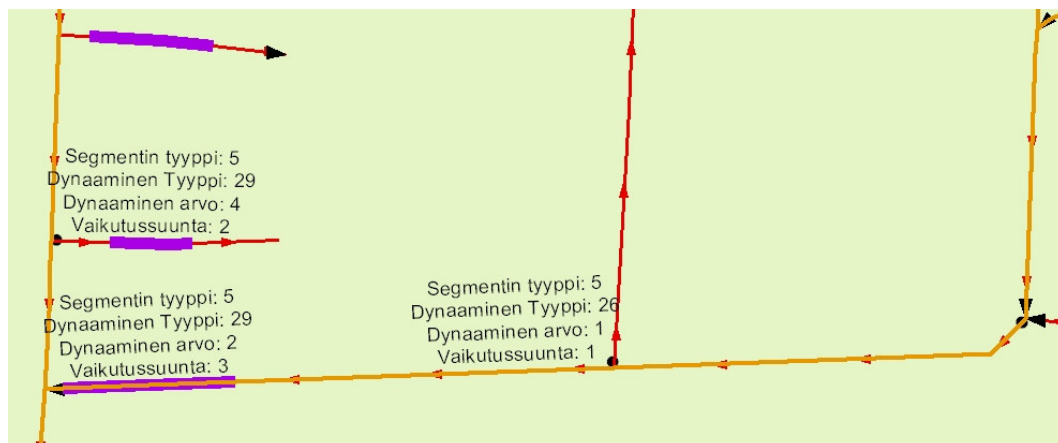 Segmentin tyyppi: 5
Dynaaminen Tyyppi: 29
Dynaaminen arvo: 4
Vaikutussuunta: 2
Segmentin tyyppi: 5
Dynaaminen Tyyppi: 29
Dynaaminen arvo: 2
Vaikutussuunta: 3
Segmentin tyyppi: 5
Dynaaminen Tyyppi: 26
Dynaaminen arvo: 1
Vaikutussuunta: 1